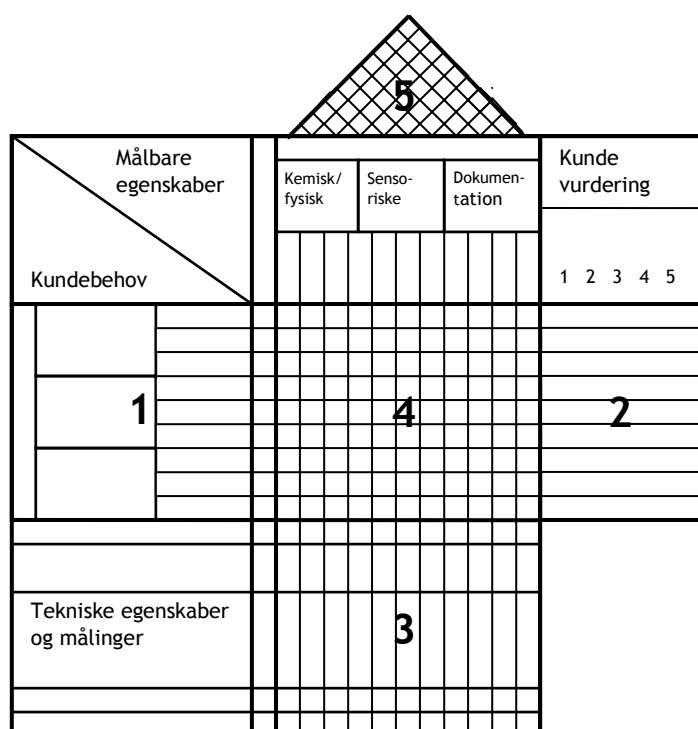 5
Målbare
egenskaber
Kundebehov
Kemisk/
fysisk
Senso-
riske
Dokumen-
tation
Kunde
vurdering
1 2 3 4 5
1
4
2
Tekniske egenskaber
og målinger
3